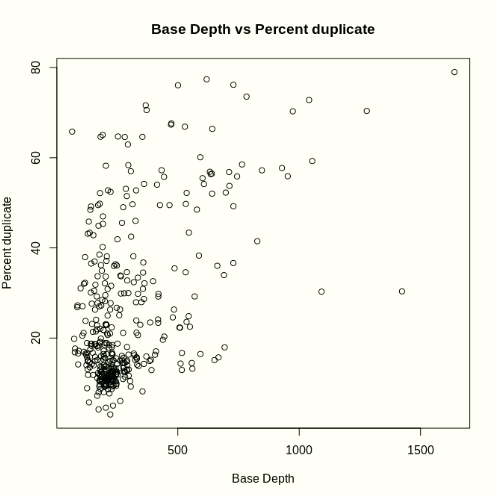 Base Depth vs Percent duplicate
Percent duplicate
80
60
40
20
500
1000
1500
Base Depth